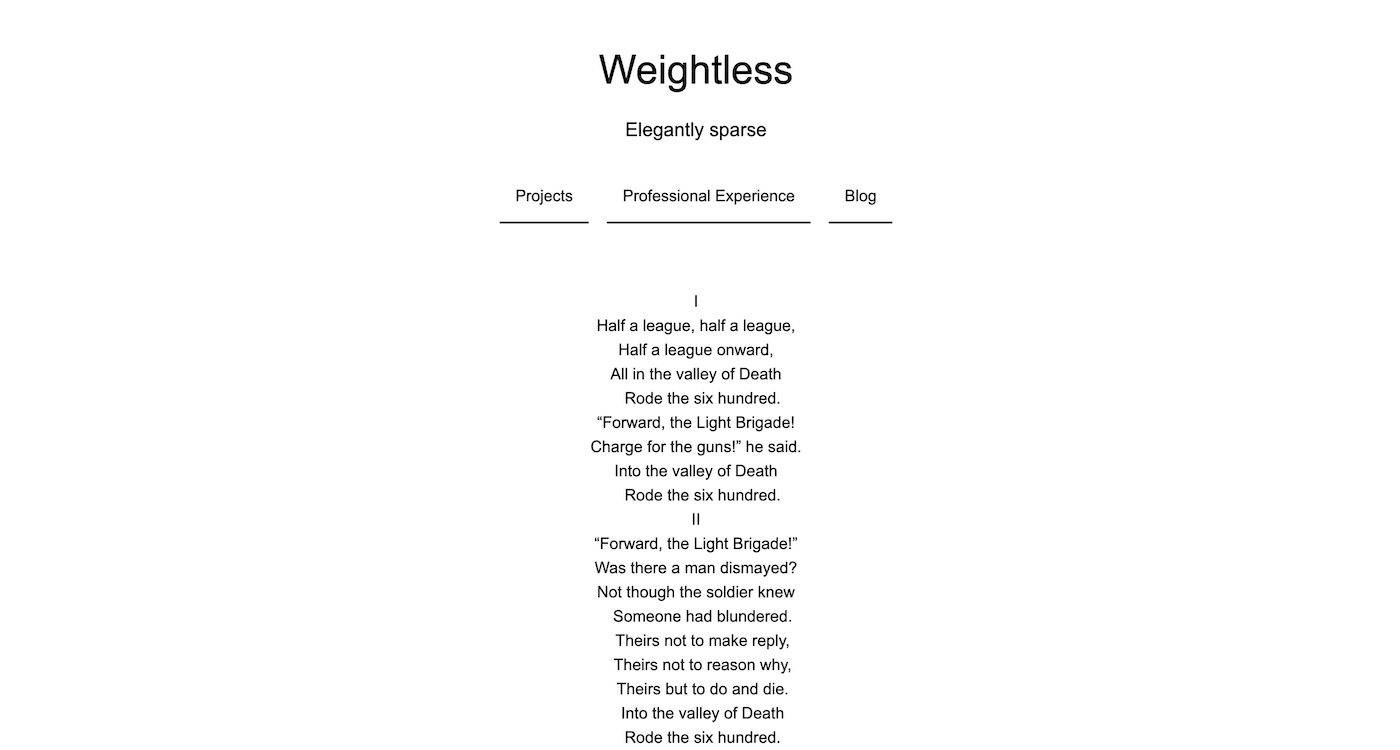 Weightless
Elegantly sparse
Projects Professional Experience Blog
I
Half a league, half a league,
Half a league onward,
All in the valley of Death
Rode the six hundred.
“Forward, the Light Brigade!
Charge for the guns!” he said.
Into the valley of Death
Rode the six hundred.
II
“Forward, the Light Brigade!”
Was there a man dismayed?
Not though the soldier knew
Someone had blundered.
Theirs not to make reply,
Theirs not to reason why,
Theirs but to do and die.
Into the valley of Death
Rode the six hundred.